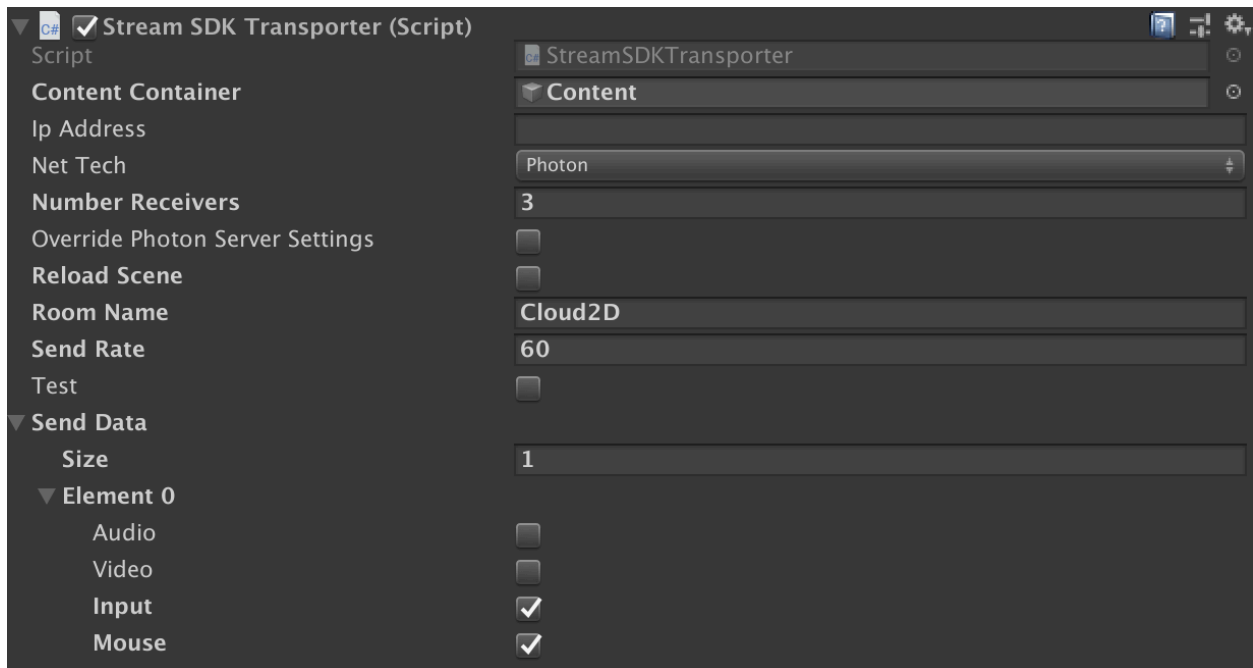 C# Stream SDK Transporter (Script)
Script C# StreamSDKTransporter
Content Container Content
Ip Address
Net Tech Photon
Number Receivers 3
Override Photon Server Settings
Reload Scene
Room Name Cloud2D
Send Rate 60
Test
Send Data
Size 1
Element 0
Audio
Video
Input
Mouse